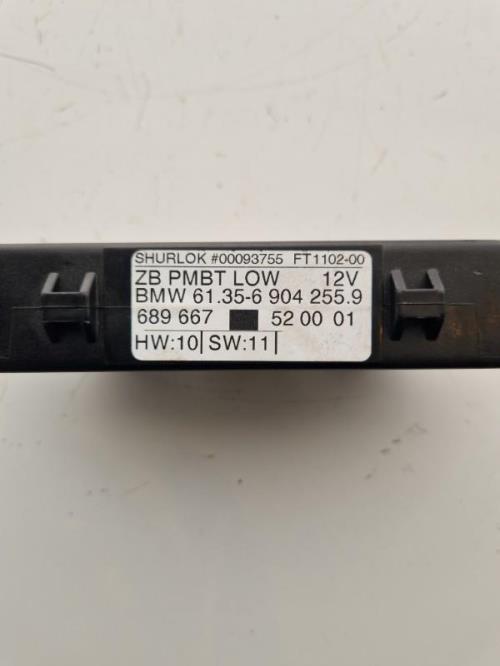 SHURLOK #00093755 FT1102-00
ZB PMBT LOW 12V
BMW 61.35-6 904 255.9
689 667 52 00 01
HW:10| SW:11|